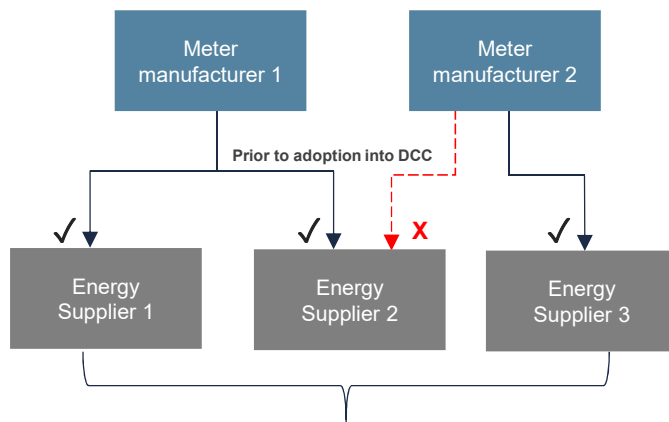 Meter
manufacturer 1
Meter
manufacturer 2
Prior to adoption into DCC
✓
✓
X
✓
Energy
Supplier 1
Energy
Supplier 2
Energy
Supplier 3